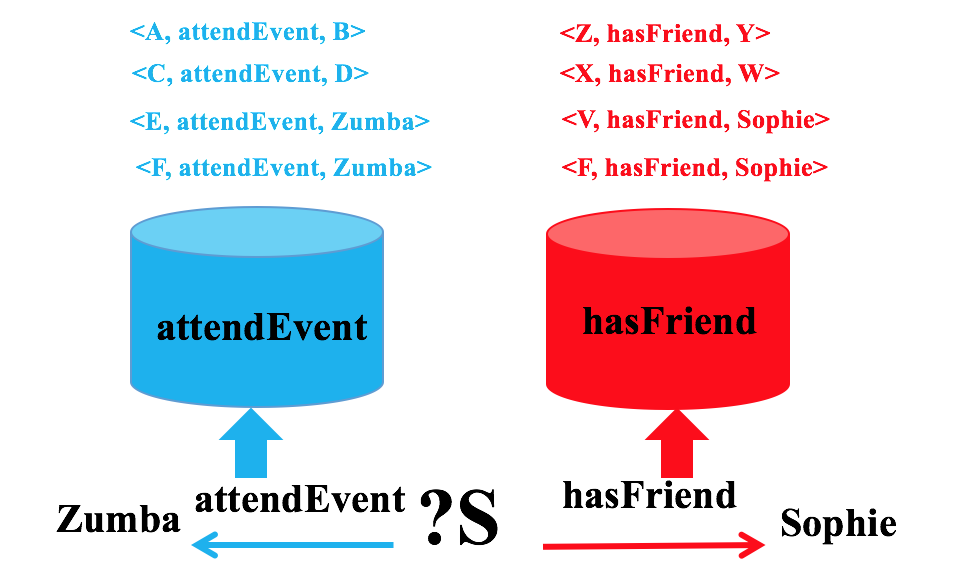 <A, attendEvent, B>
<C, attendEvent, D>
<E, attendEvent, Zumba>
<F, attendEvent, Zumba>
<Z, hasFriend, Y>
<X, hasFriend, W>
<V, hasFriend, Sophie>
<F, hasFriend, Sophie>
attendEvent
hasFriend
Zumba
attendEvent
?S
hasFriend
Sophie